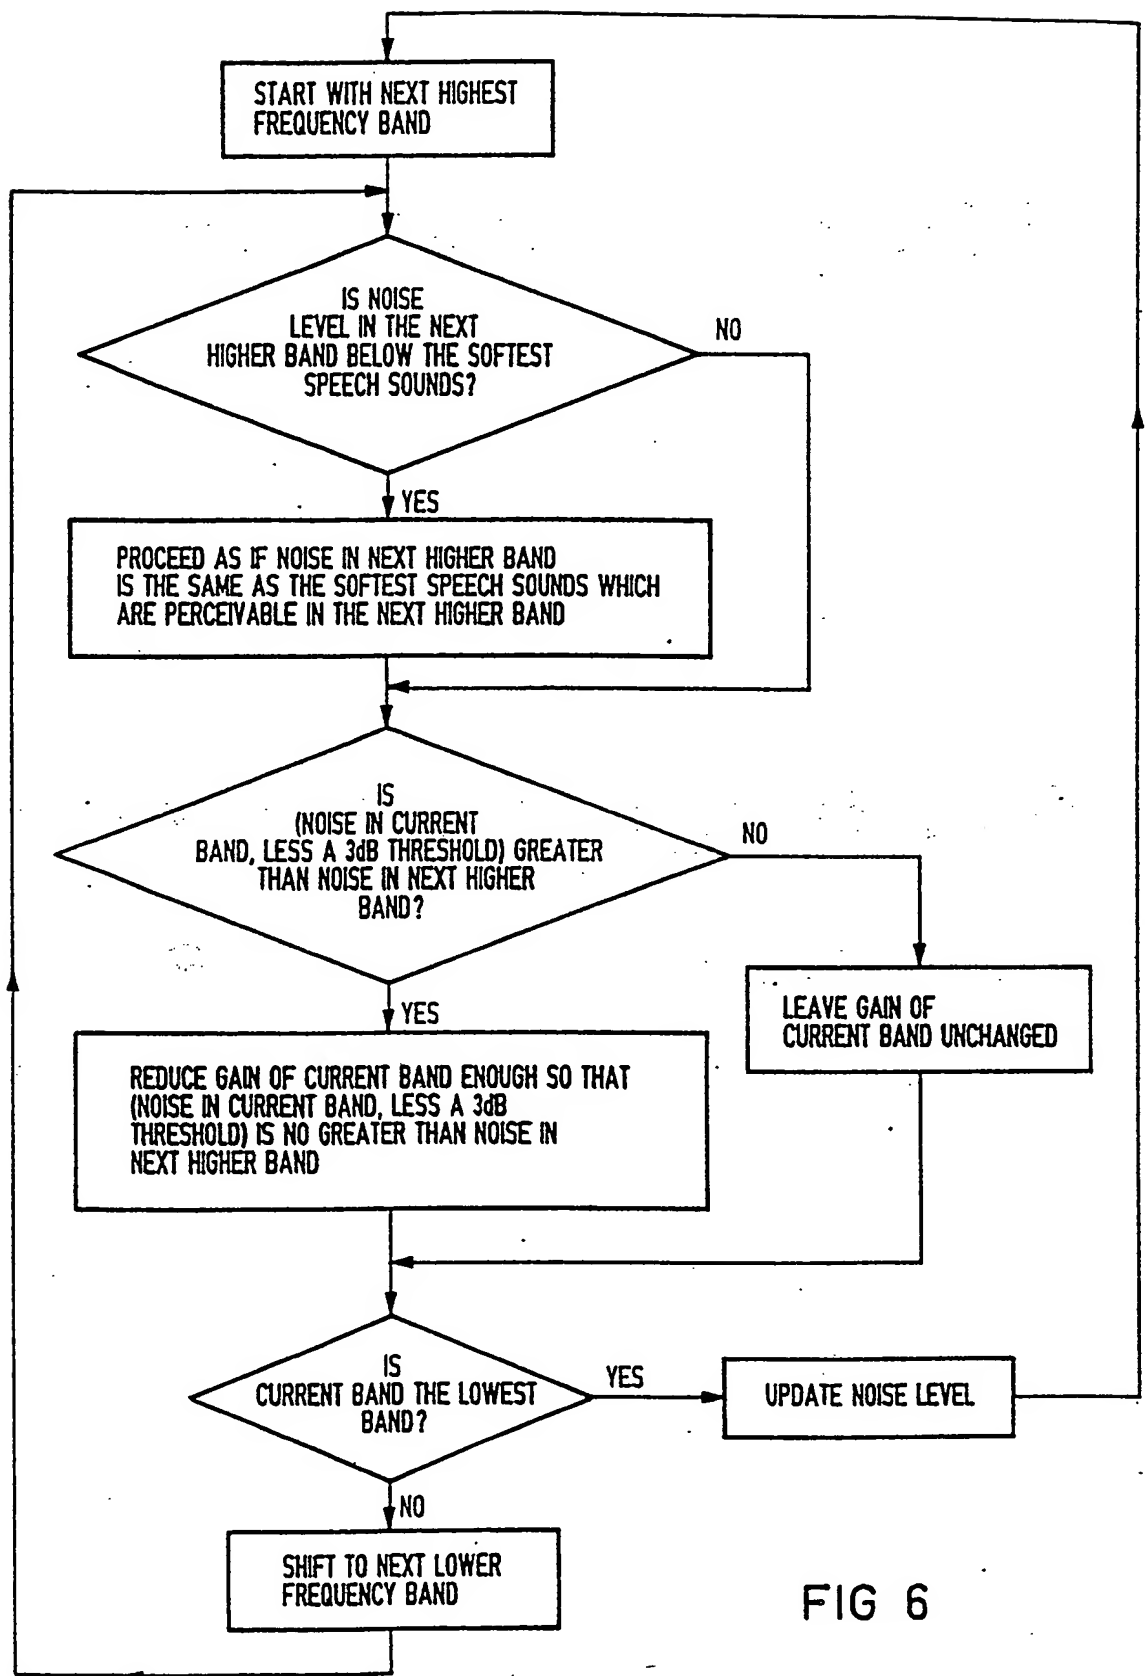 START WITH NEXT HIGHEST
FREQUENCY BAND
IS NOISE
LEVEL IN THE NEXT
HIGHER BAND BELOW THE SOFTEST
SPEECH SOUNDS?
NO
YES
PROCEED AS IF NOISE IN NEXT HIGHER BAND
IS THE SAME AS THE SOFTEST SPEECH SOUNDS WHICH
ARE PERCEIVABLE IN THE NEXT HIGHER BAND
IS
(NOISE IN CURRENT
BAND, LESS A 3dB THRESHOLD) GREATER
THAN NOISE IN NEXT HIGHER
BAND?
NO
YES
LEAVE GAIN OF
CURRENT BAND UNCHANGED
REDUCE GAIN OF CURRENT BAND ENOUGH SO THAT
(NOISE IN CURRENT BAND, LESS A 3dB
THRESHOLD) IS NO GREATER THAN NOISE IN
NEXT HIGHER BAND
IS
CURRENT BAND THE LOWEST
BAND?
YES
UPDATE NOISE LEVEL
NO
SHIFT TO NEXT LOWER
FREQUENCY BAND
FIG 6